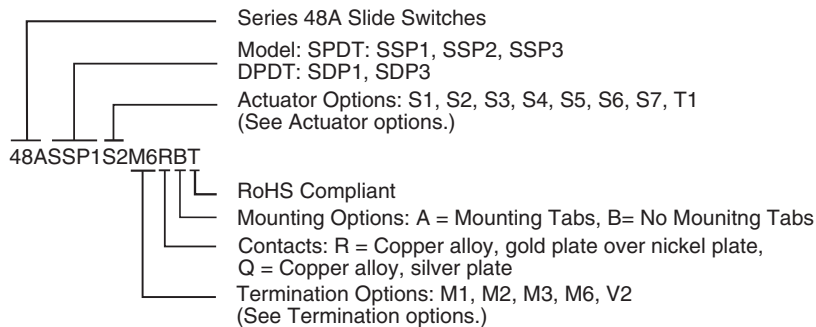 Series 48A Slide Switches
Model: SPDT: SSP1, SSP2, SSP3
DPDT: SDP1, SDP3
Actuator Options: S1, S2, S3, S4, S5, S6, S7, T1
(See Actuator options.)
48ASSP1S2M6RBT
RoHS Compliant
Mounting Options: A = Mounting Tabs, B= No Mounitng Tabs
Contacts: R = Copper alloy, gold plate over nickel plate,
Q = Copper alloy, silver plate
Termination Options: M1, M2, M3, M6, V2
(See Termination options.)